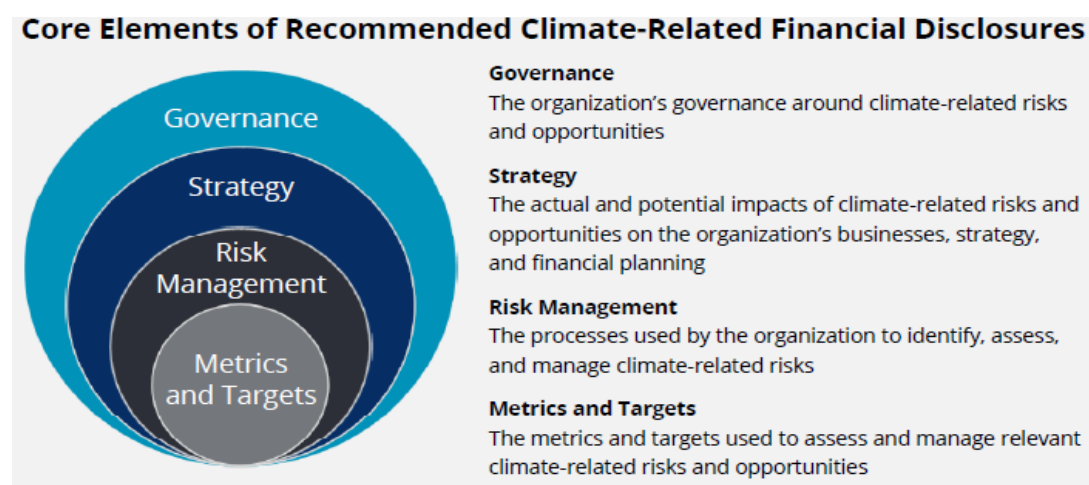 Core Elements of Recommended Climate-Related Financial Disclosures
Governance
Strategy
Risk
Management
Metrics
and Targets
Governance
The organization’s governance around climate-related risks
and opportunities
Strategy
The actual and potential impacts of climate-related risks and
opportunities on the organization’s businesses, strategy,
and financial planning
Risk Management
The processes used by the organization to identify, assess,
and manage climate-related risks
Metrics and Targets
The metrics and targets used to assess and manage relevant
climate-related risks and opportunities